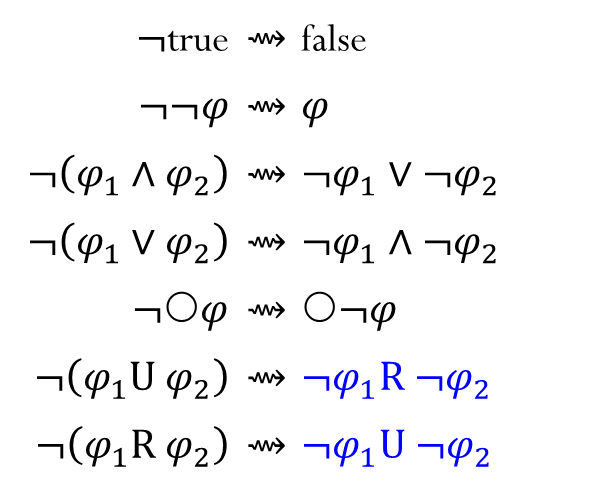 ¬true ⇝ false
¬¬φ ⇝ φ
¬(φ₁ ∧ φ₂) ⇝ ¬φ₁ ∨ ¬φ₂
¬(φ₁ ∨ φ₂) ⇝ ¬φ₁ ∧ ¬φ₂
¬○φ ⇝ ○¬φ
¬(φ₁U φ₂) ⇝ ¬φ₁R ¬φ₂
¬(φ₁R φ₂) ⇝ ¬φ₁U ¬φ₂